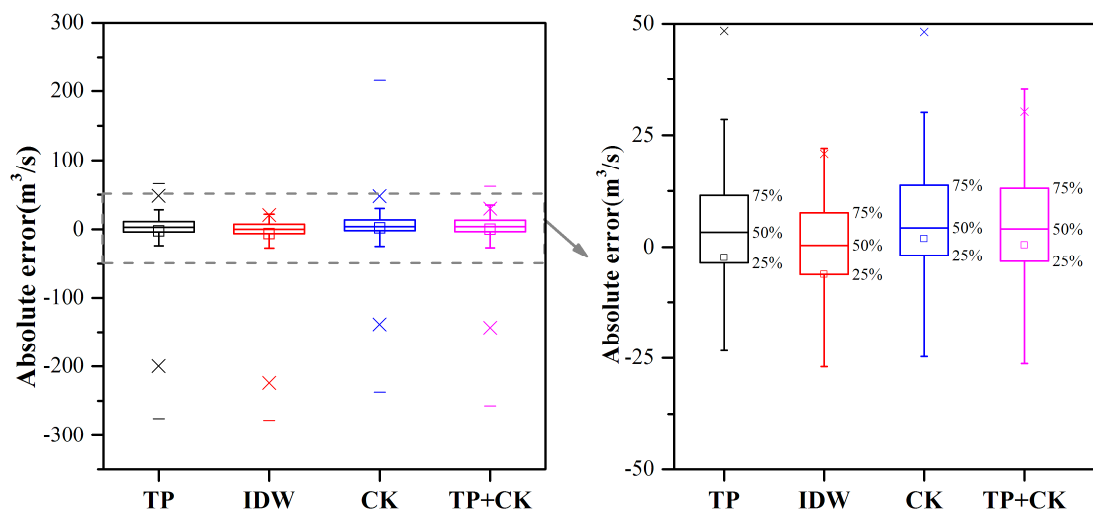 Absolute error(m³/s)
300
200
100
0
-100
-200
-300
TP
IDW
CK
TP+CK
Absolute error(m³/s)
50
25
0
-25
-50
75%
50%
25%
75%
50%
25%
75%
50%
25%
75%
50%
25%
TP
IDW
CK
TP+CK